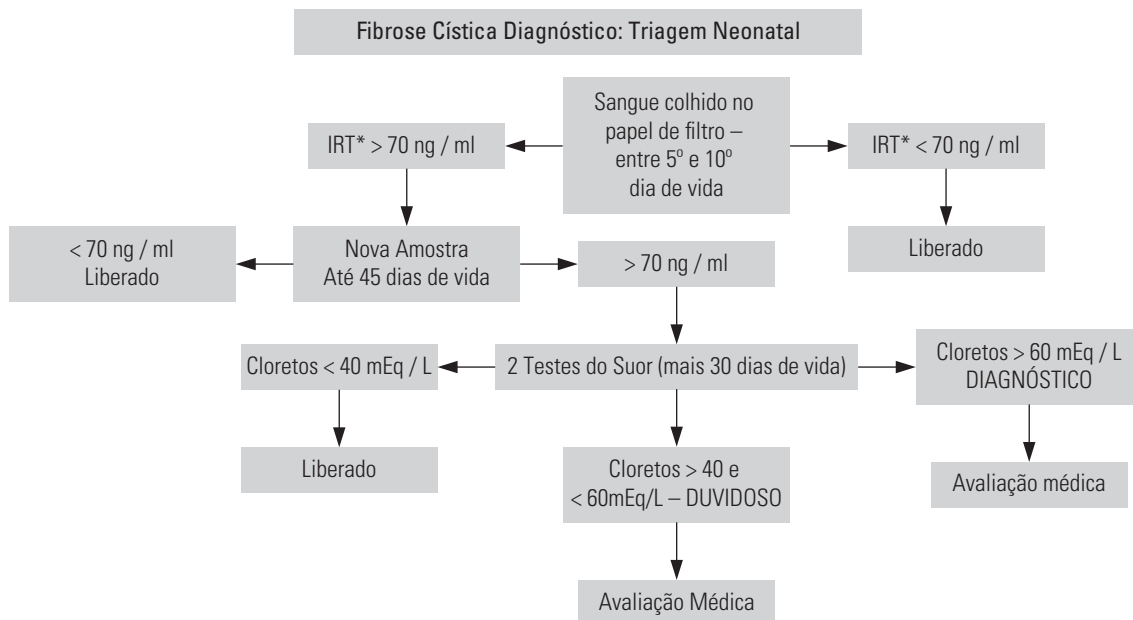 Fibrose Cística Diagnóstico: Triagem Neonatal
Sangue colhido no
papel de filtro –
entre 5º e 10º
dia de vida
IRT* > 70 ng / ml
IRT* < 70 ng / ml
< 70 ng / ml
Liberado
Nova Amostra
Até 45 dias de vida
> 70 ng / ml
Liberado
Cloretos < 40 mEq / L
2 Testes do Suor (mais 30 dias de vida)
Cloretos > 60 mEq / L
DIAGNÓSTICO
Liberado
Cloretos > 40 e
< 60mEq/L – DUVIDOSO
Avaliação médica
Avaliação Médica